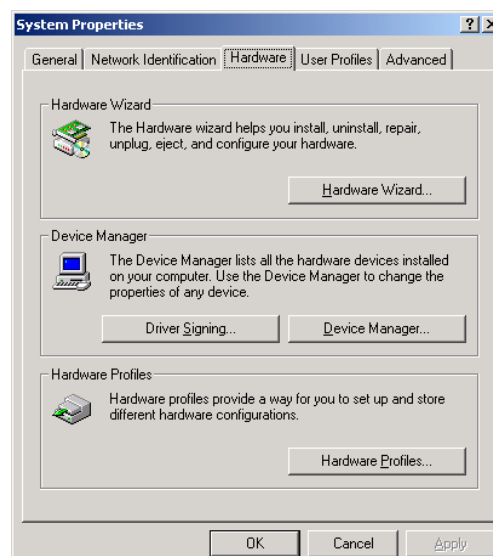 System Properties
General Network Identification Hardware User Profiles Advanced
Hardware Wizard
The Hardware wizard helps you install, uninstall, repair,
unplug, eject, and configure your hardware.
Hardware Wizard...
Device Manager
The Device Manager lists all the hardware devices installed
on your computer. Use the Device Manager to change the
properties of any device.
Driver Signing... Device Manager...
Hardware Profiles
Hardware profiles provide a way for you to set up and store
different hardware configurations.
Hardware Profiles...
OK Cancel Apply